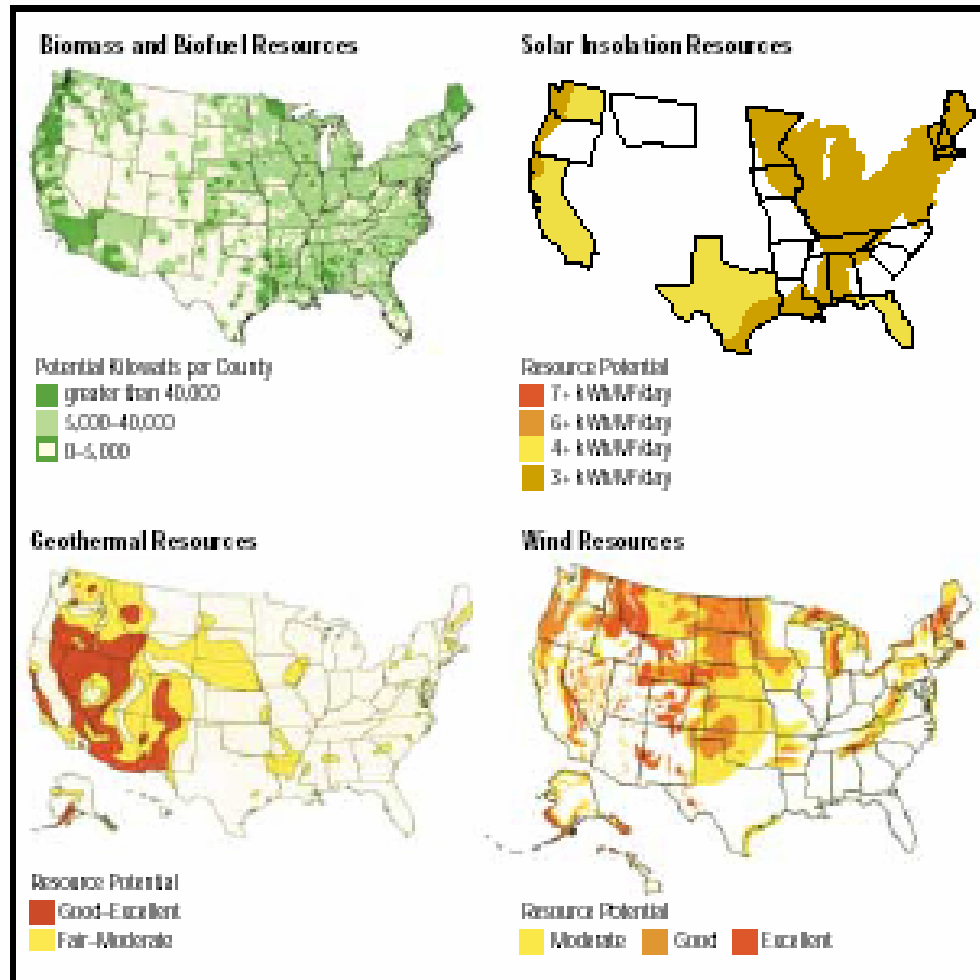 Biomass and Biofuel Resources
Potential Kilowatts per County
greater than 40,000
5,000–40,000
0–5,000
Solar Insolation Resources
Resource Potential
7+ kWh/M²/day
6+ kWh/M²/day
4+ kWh/M²/day
3+ kWh/M²/day
Geothermal Resources
Resource Potential
Good–Excellent
Fair–Moderate
Wind Resources
Resource Potential
Moderate Good Excellent